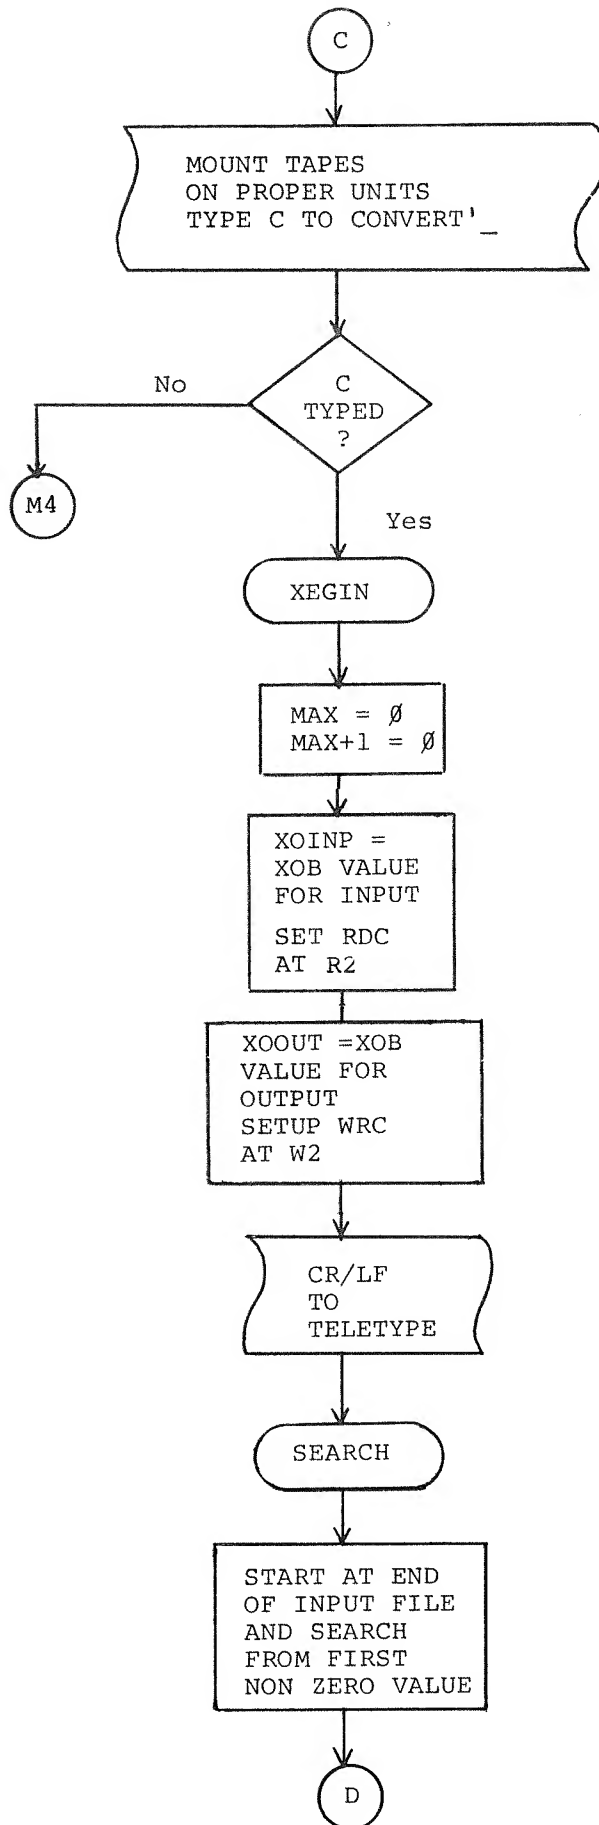 C
MOUNT TAPES
ON PROPER UNITS
TYPE C TO CONVERT'_
No
C
TYPED
?
M4
Yes
XEGIN
MAX = Ø
MAX+1 = Ø
XOINP =
XOB VALUE
FOR INPUT
SET RDC
AT R2
XOOUT =XOB
VALUE FOR
OUTPUT
SETUP WRC
AT W2
CR/LF
TO
TELETYPE
SEARCH
START AT END
OF INPUT FILE
AND SEARCH
FROM FIRST
NON ZERO VALUE
D